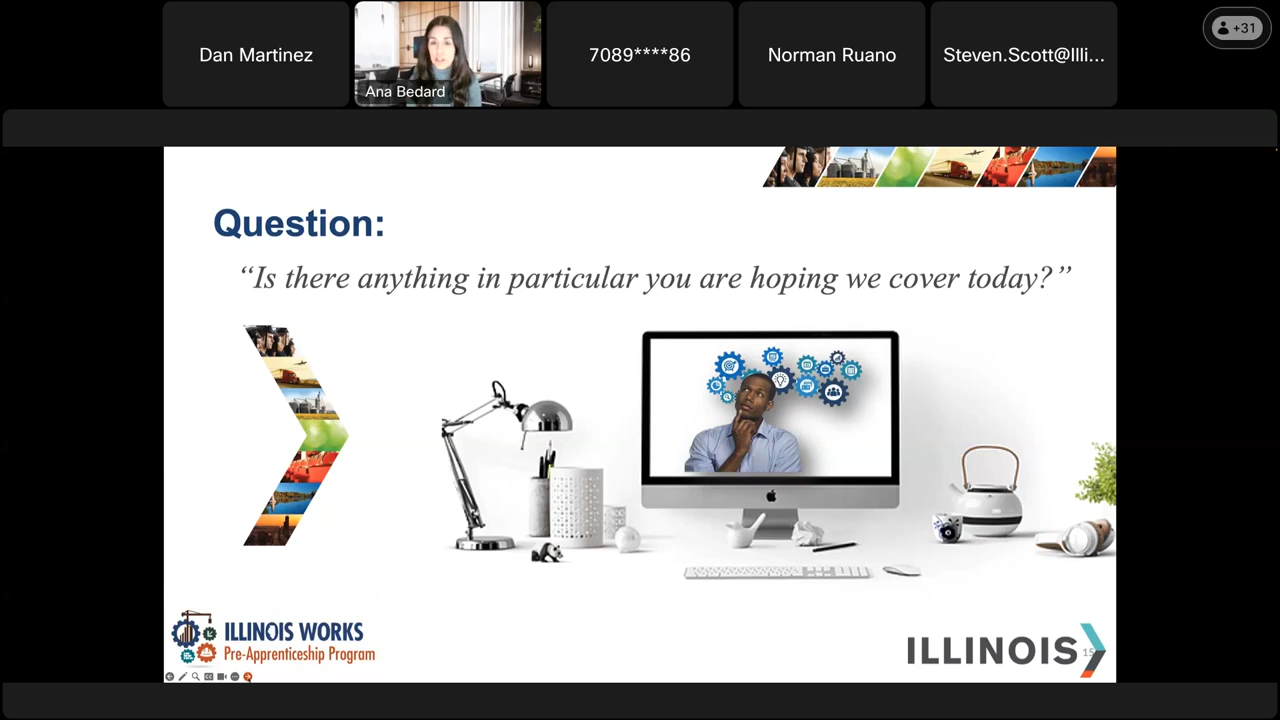 Dan Martinez
Ana Bedard
7089****86
Norman Ruano
Steven.Scott@Illi...
+31
Question:
“Is there anything in particular you are hoping we cover today?”
ILLINOIS WORKS
Pre-Apprenticeship Program
ILLINOIS
15